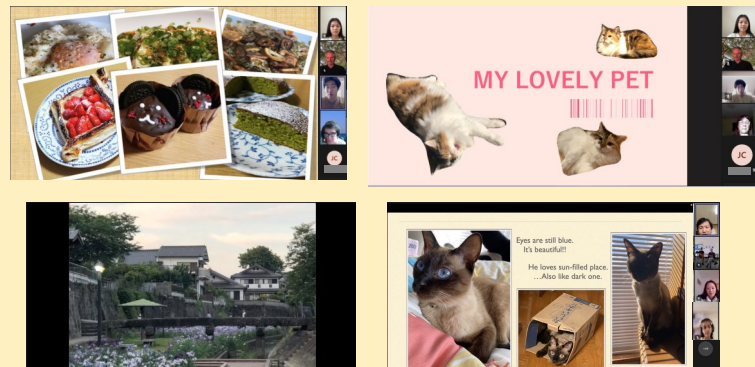 MY LOVELY PET
JC
JC
Eyes are still blue.
It's beautiful!!
He loves sun-filled place.
…Also like dark one.